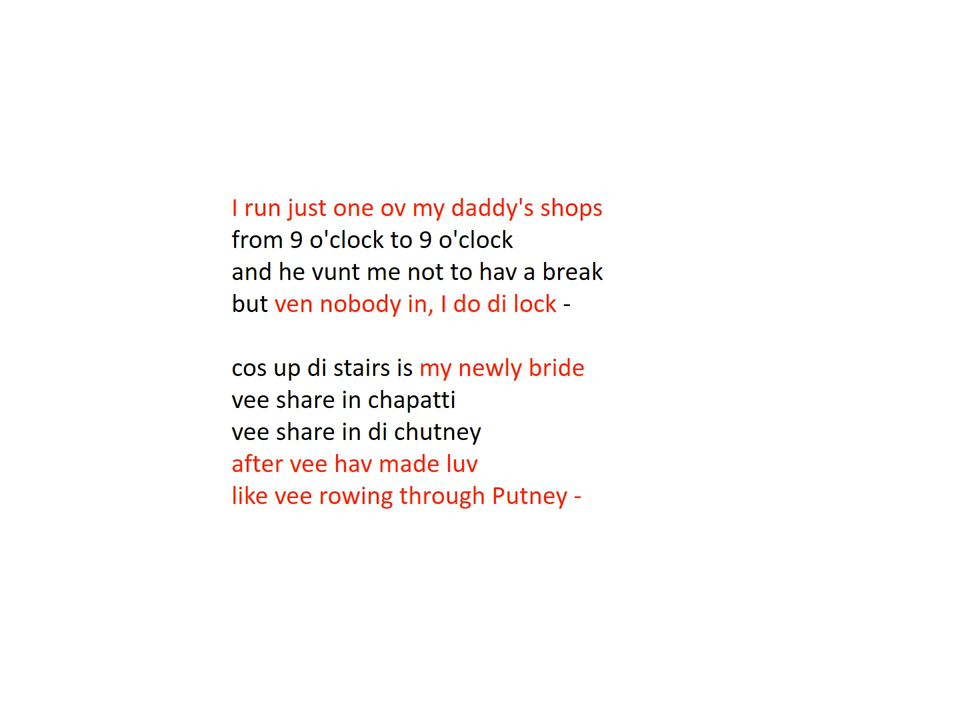 I run just one ov my daddy's shops
from 9 o'clock to 9 o'clock
and he vunt me not to hav a break
but ven nobody in, I do di lock -
cos up di stairs is my newly bride
vee share in chapatti
vee share in di chutney
after vee hav made luv
like vee rowing through Putney -